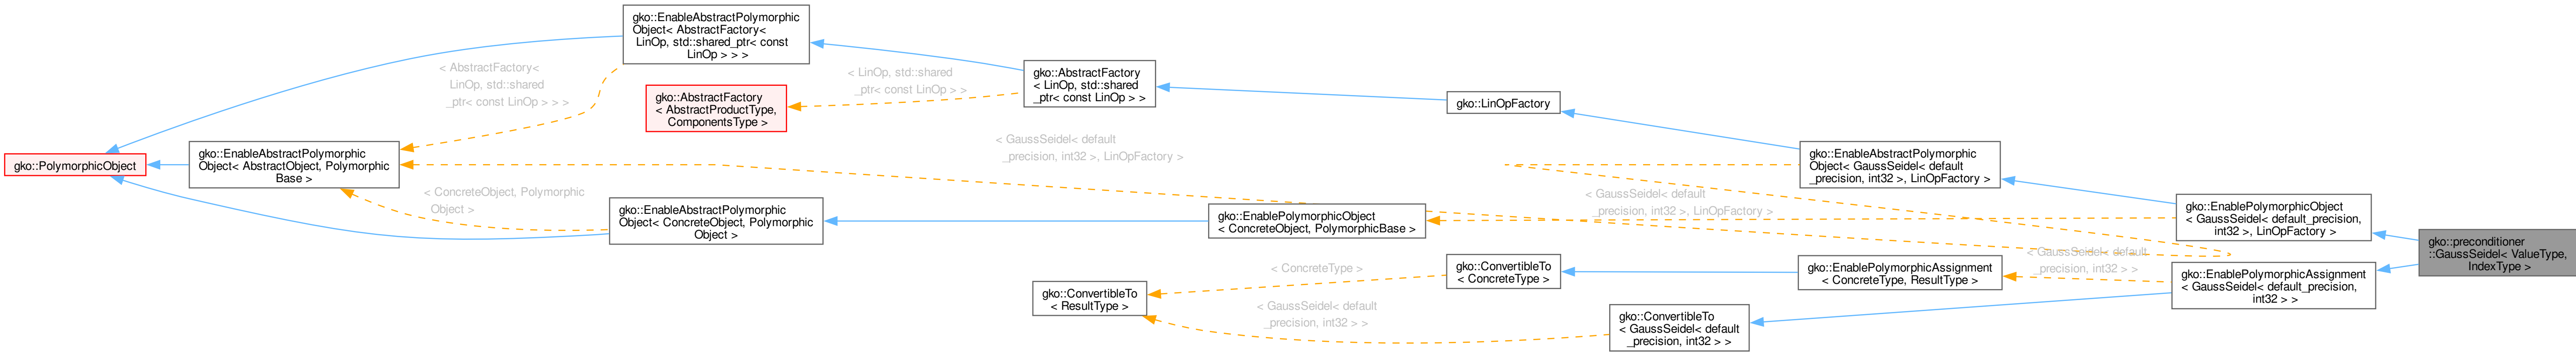 gko::PolymorphicObject
gko::EnableAbstractPolymorphic
Object< AbstractObject, Polymorphic
Base >
gko::EnableAbstractPolymorphic
Object< AbstractFactory<
LinOp, std::shared_ptr< const
LinOp > > >
< AbstractFactory<
LinOp, std::shared
_ptr< const LinOp > > >
gko::AbstractFactory
< AbstractProductType,
ComponentsType >
< ConcreteObject, Polymorphic
Object >
gko::EnableAbstractPolymorphic
Object< ConcreteObject, Polymorphic
Object >
< LinOp, std::shared
_ptr< const LinOp > >
gko::AbstractFactory
< LinOp, std::shared
_ptr< const LinOp > >
< GaussSeidel< default
_precision, int32 >, LinOpFactory >
gko::EnablePolymorphicObject
< ConcreteObject, PolymorphicBase >
gko::ConvertibleTo
< ResultType >
< ConcreteType >
< GaussSeidel< default
_precision, int32 > >
gko::LinOpFactory
gko::ConvertibleTo
< ConcreteType >
< GaussSeidel< default
_precision, int32 >, LinOpFactory >
gko::ConvertibleTo
< GaussSeidel< default
_precision, int32 > >
gko::EnableAbstractPolymorphic
Object< GaussSeidel< default
_precision, int32 >, LinOpFactory >
gko::EnablePolymorphicAssignment
< ConcreteType, ResultType >
< GaussSeidel< default
_precision, int32 > >
gko::EnablePolymorphicObject
< GaussSeidel< default_precision,
int32 >, LinOpFactory >
gko::EnablePolymorphicAssignment
< GaussSeidel< default_precision,
int32 > >
gko::preconditioner
::GaussSeidel< ValueType,
IndexType >